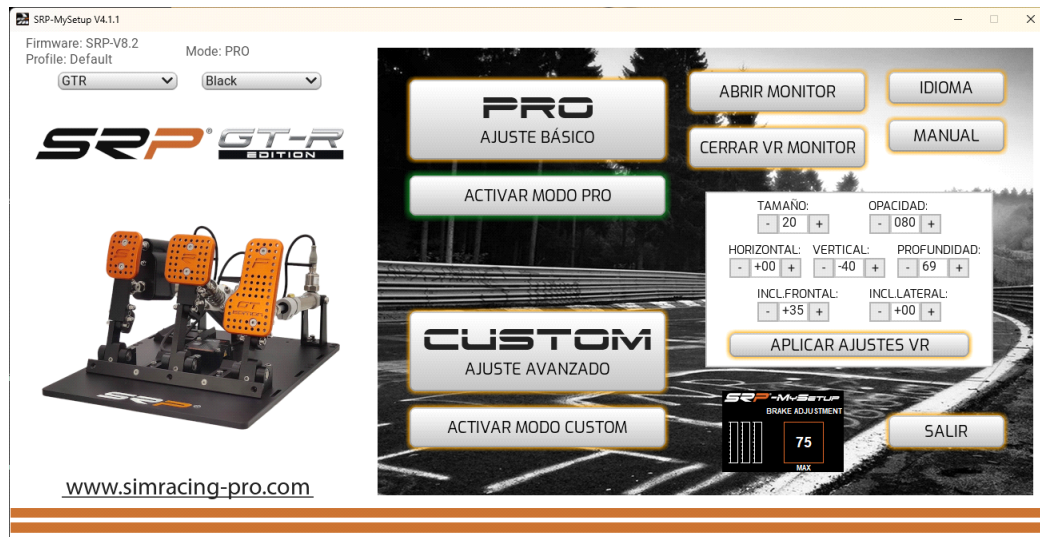 SRP-MySetup V4.1.1
Firmware: SRP-V8.2
Profile: Default
Mode: PRO
GTR
Black
SRP GT-R
EDITION
SRP
www.simracing-pro.com
PRO
AJUSTE BÁSICO
ACTIVAR MODO PRO
CUSTOM
AJUSTE AVANZADO
ACTIVAR MODO CUSTOM
ABRIR MONITOR
IDIOMA
CERRAR VR MONITOR
MANUAL
TAMAÑO: OPACIDAD:
- 20 + - 080 +
HORIZONTAL: VERTICAL: PROFUNDIDAD:
- +00 + - -40 + - 69 +
INCL.FRONTAL: INCL.LATERAL:
- +35 + - +00 +
APLICAR AJUSTES VR
SRP-MySetup
BRAKE ADJUSTMENT
75
MAX
SALIR